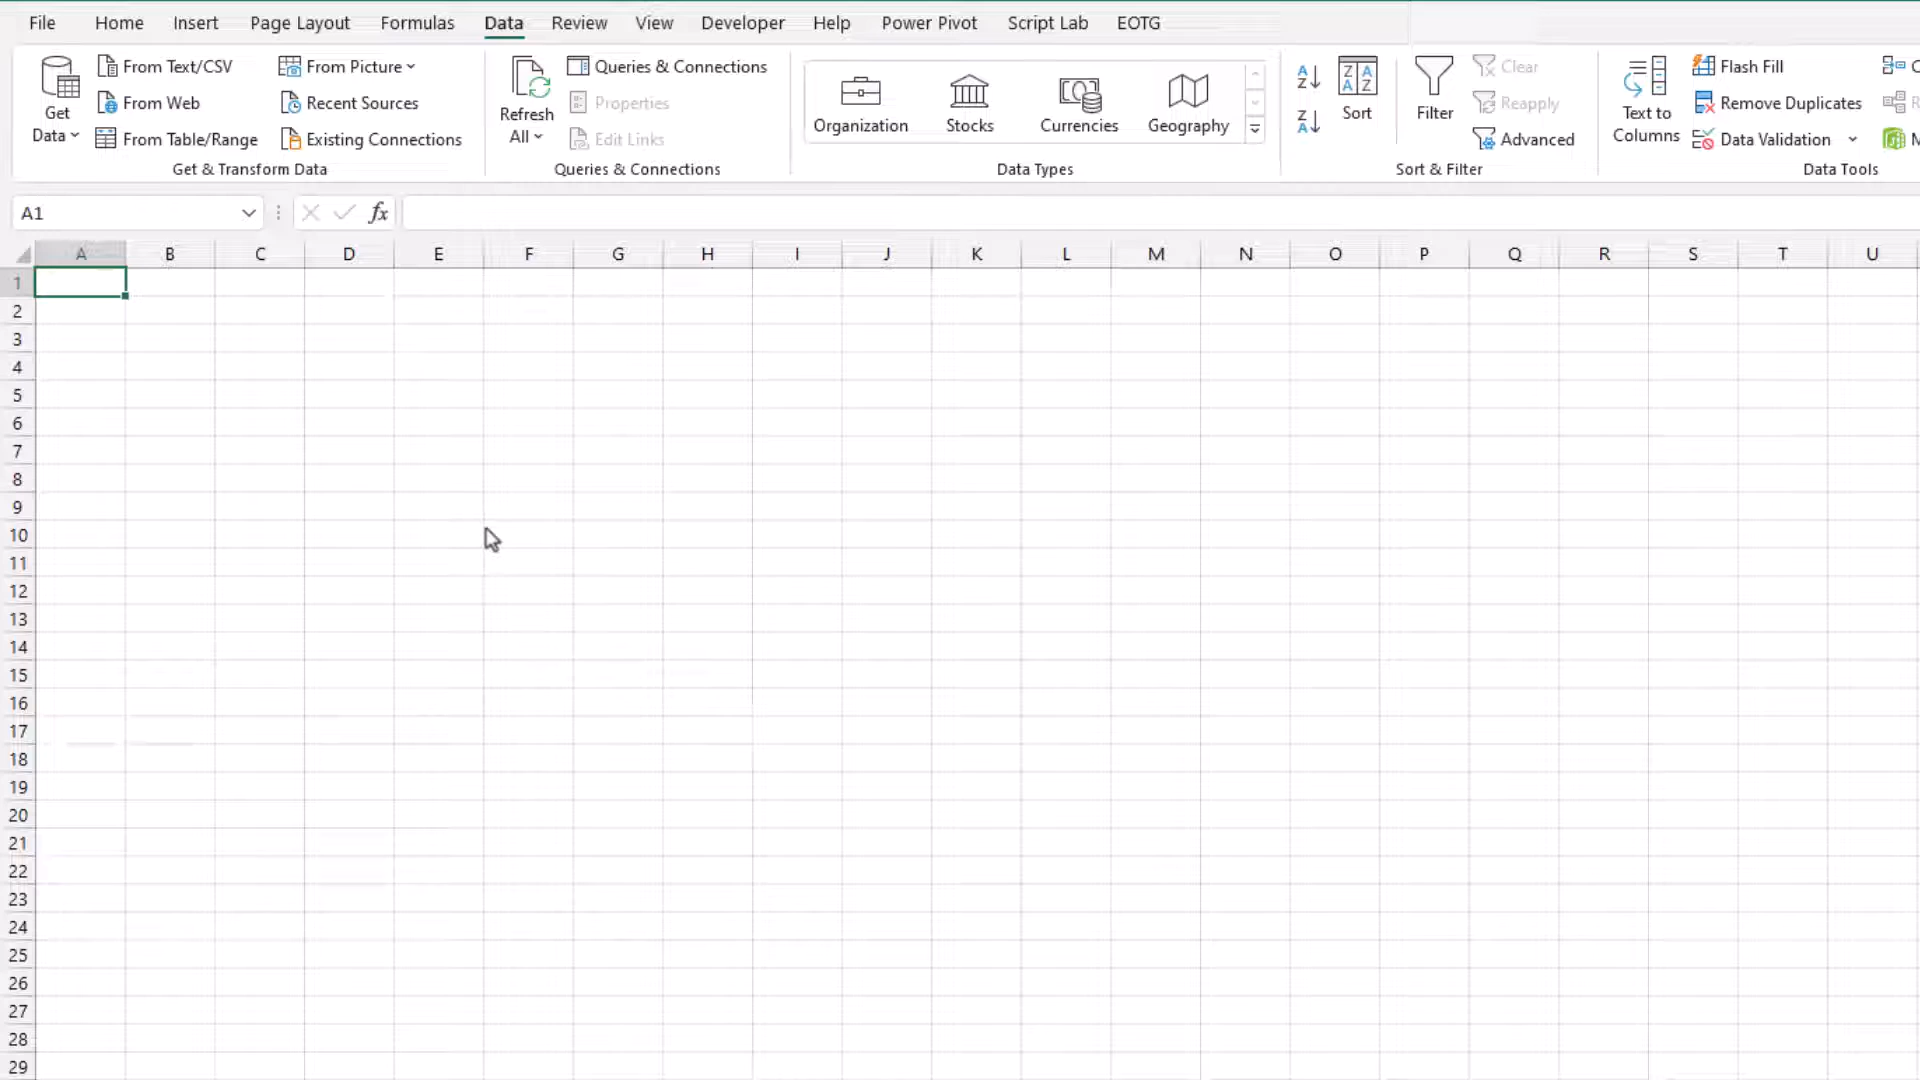 File Home Insert Page Layout Formulas Data Review View Developer Help Power Pivot Script Lab EOTG
Get Data
From Text/CSV
From Web
From Table/Range
From Picture
Recent Sources
Existing Connections
Get & Transform Data
Refresh All
Queries & Connections
Properties
Edit Links
Queries & Connections
Organization
Stocks
Currencies
Geography
Data Types
Sort
Filter
Clear
Reapply
Advanced
Sort & Filter
Text to Columns
Flash Fill
Remove Duplicates
Data Validation
Data Tools
A1
fx
A B C D E F G H I J K L M N O P Q R S T U
1
2
3
4
5
6
7
8
9
10
11
12
13
14
15
16
17
18
19
20
21
22
23
24
25
26
27
28
29